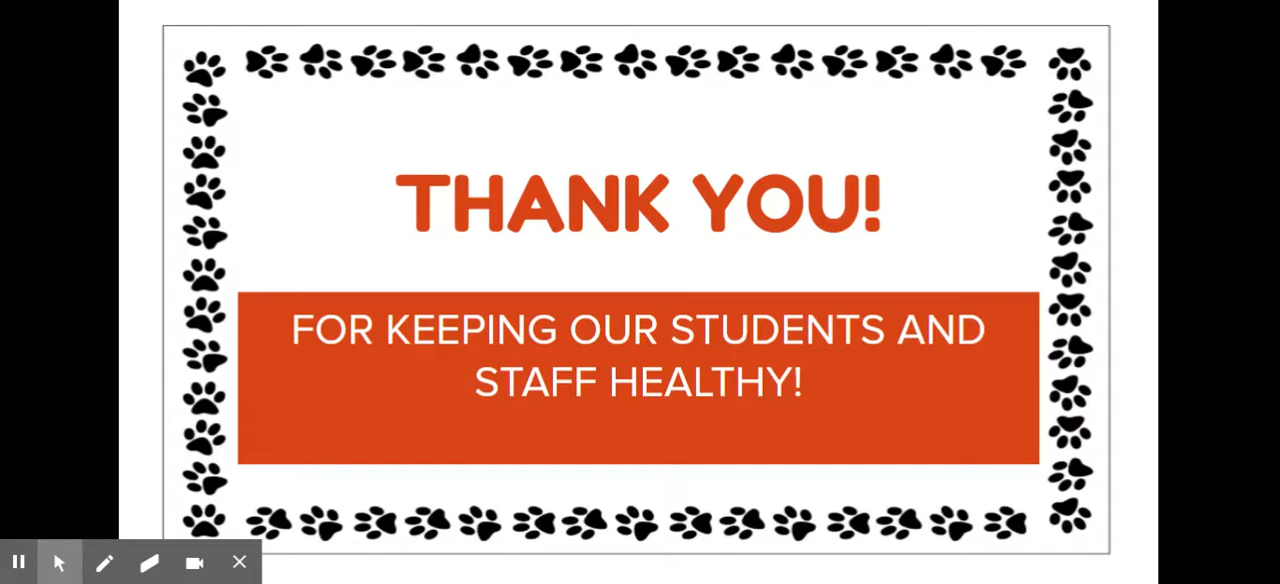 THANK YOU!
FOR KEEPING OUR STUDENTS AND
STAFF HEALTHY!